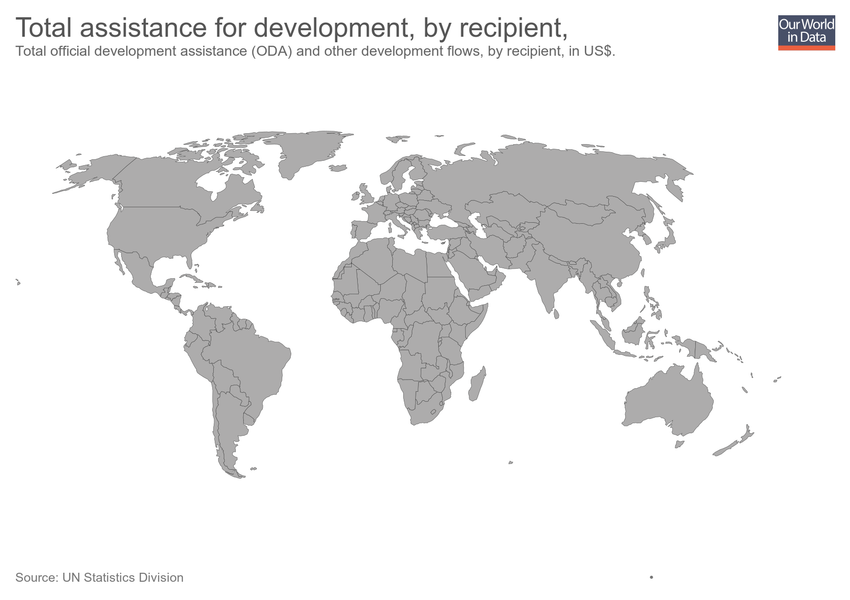 Total assistance for development, by recipient,
Total official development assistance (ODA) and other development flows, by recipient, in US$.
Our World
in Data
Source: UN Statistics Division